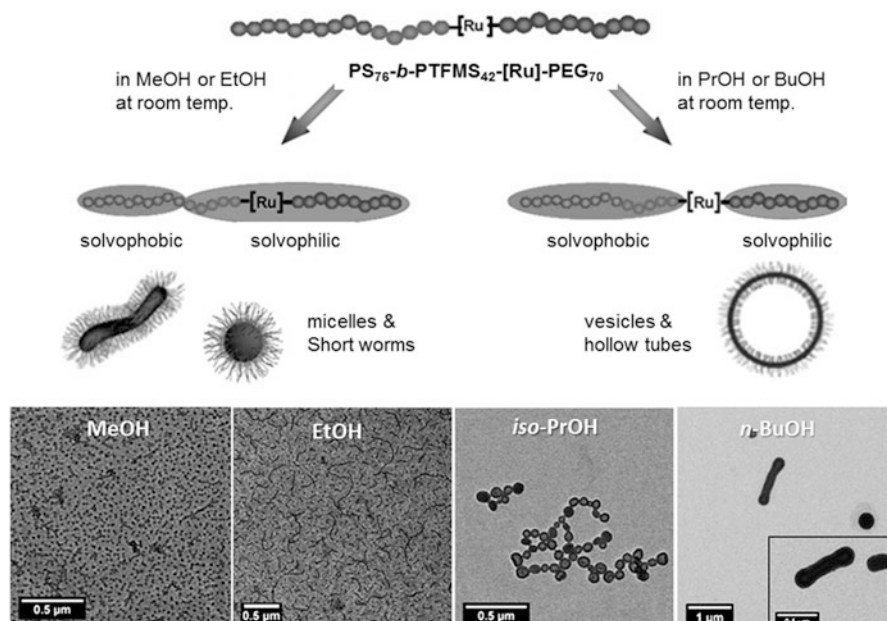 [Ru]
PS76-b-PTFMS42-[Ru]-PEG70
in MeOH or EtOH
at room temp.
in PrOH or BuOH
at room temp.
[Ru]
[Ru]
solvophobic solvophilic
solvophobic solvophilic
micelles &
Short worms
vesicles &
hollow tubes
MeOH
EtOH
iso-PrOH
n-BuOH
0.5 µm
0.5 µm
0.5 µm
1 µm